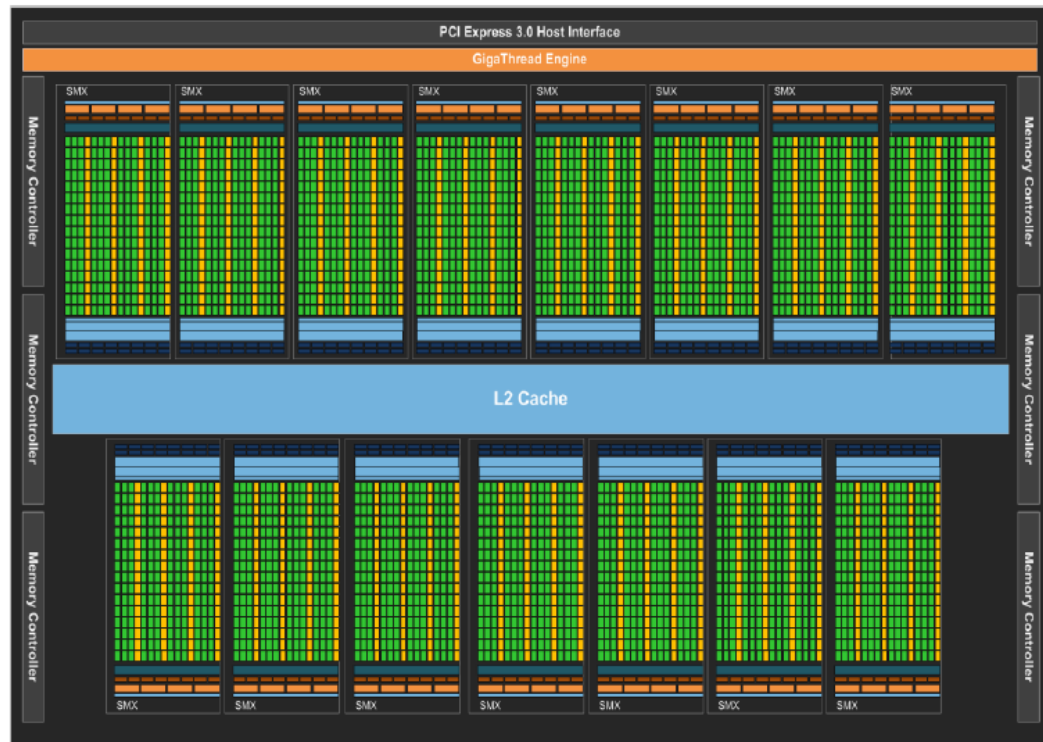 PCI Express 3.0 Host Interface
GigaThread Engine
Memory Controller
SMX
SMX
SMX
SMX
SMX
SMX
SMX
SMX
Memory Controller
L2 Cache
Memory Controller
Memory Controller
Memory Controller
SMX
SMX
SMX
SMX
SMX
SMX
SMX
Memory Controller